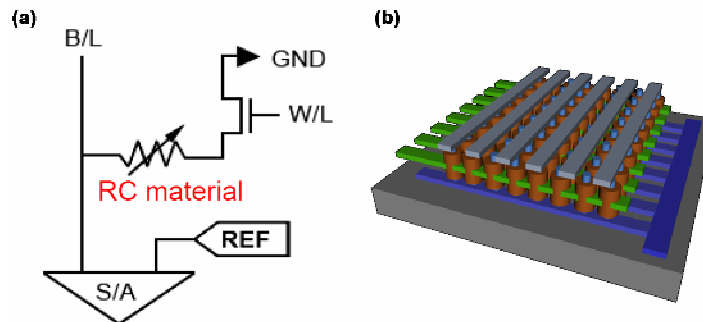 (a)
B/L
GND
W/L
RC material
REF
S/A
(b)